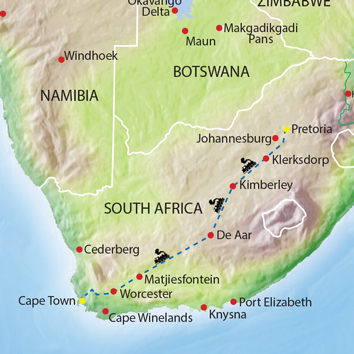 ZIMBABWE
Okavango
Delta
Makgadikgadi
Pans
Maun
Windhoek
BOTSWANA
NAMIBIA
Pretoria
Johannesburg
Klerksdorp
Kimberley
SOUTH AFRICA
De Aar
Cederberg
Matjiesfontein
Worcester
Cape Town
Port Elizabeth
Knysna
Cape Winelands